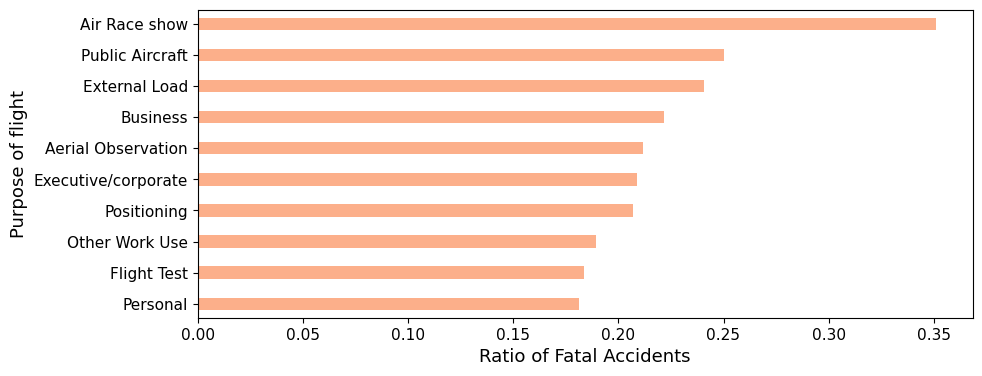 Purpose of flight
Air Race show
Public Aircraft
External Load
Business
Aerial Observation
Executive/corporate
Positioning
Other Work Use
Flight Test
Personal
0.00 0.05 0.10 0.15 0.20 0.25 0.30 0.35
Ratio of Fatal Accidents